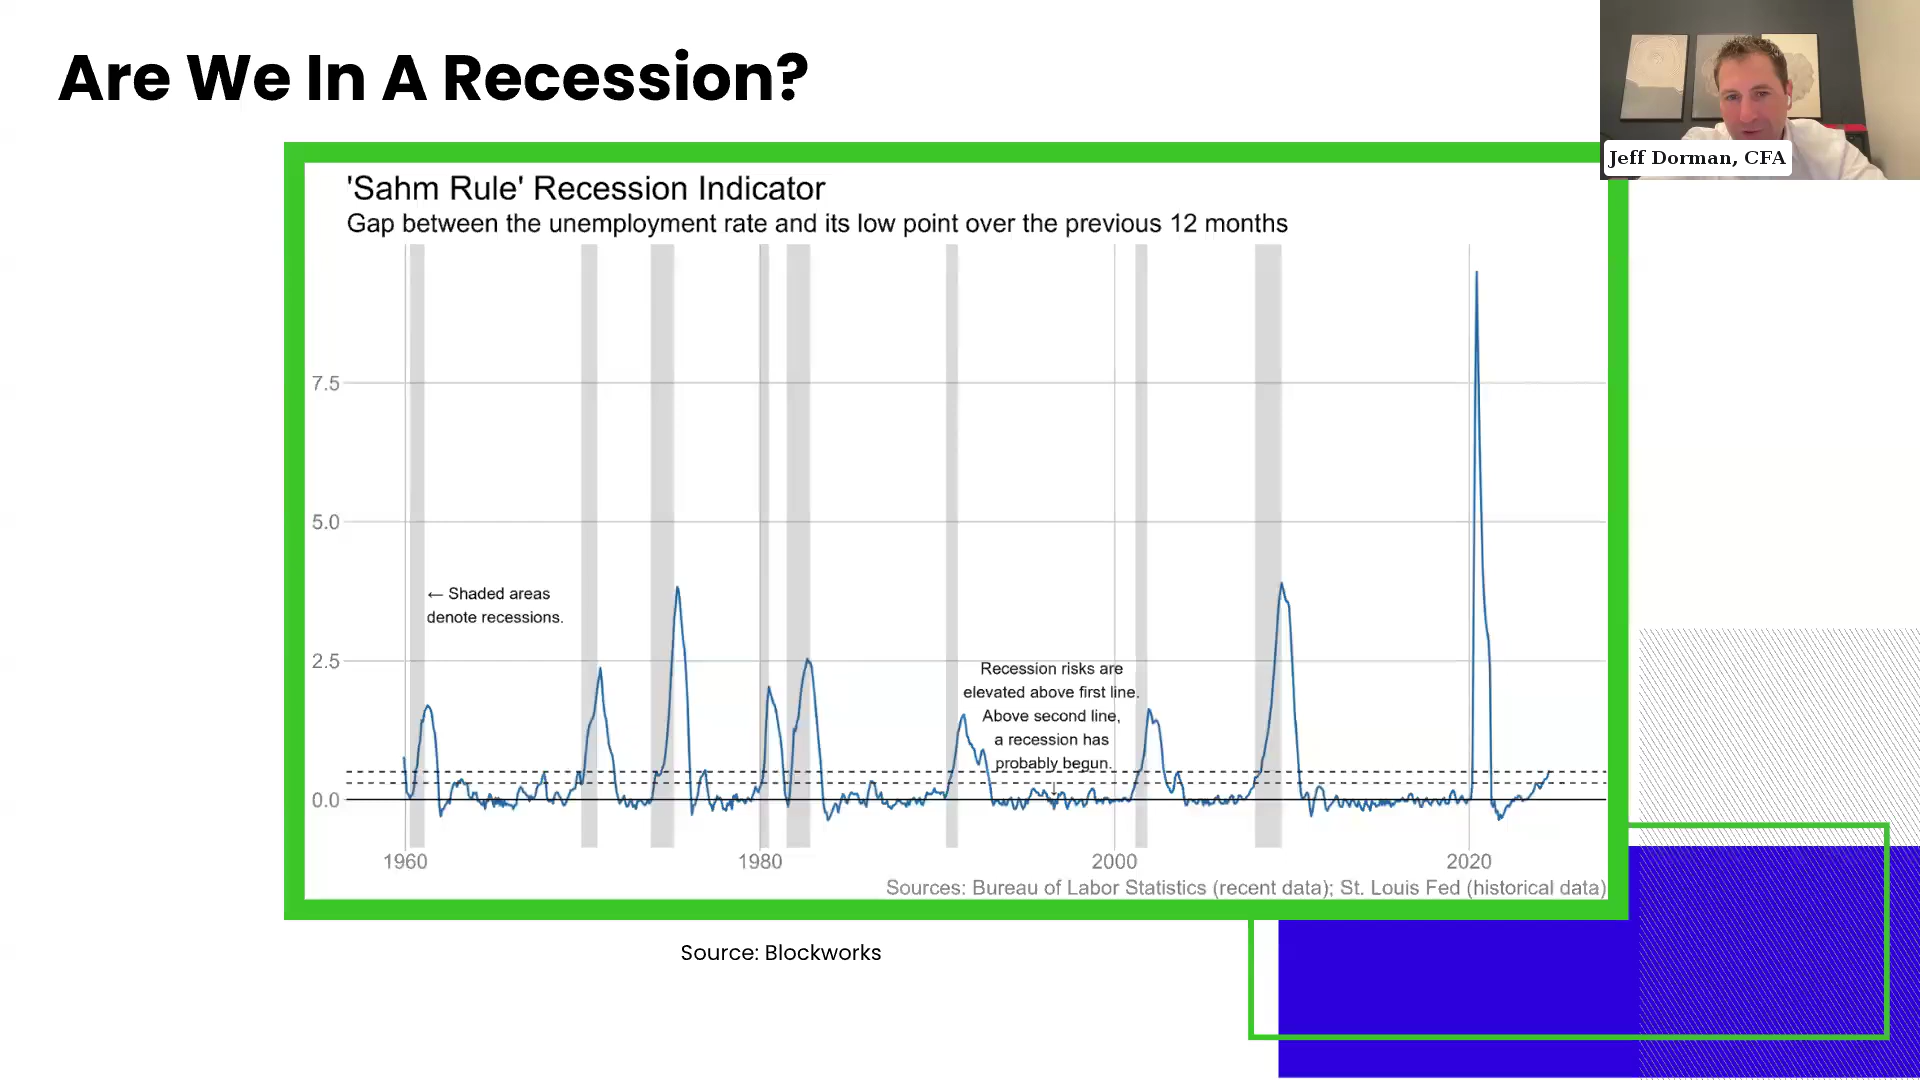 Are We In A Recession?
Jeff Dorman, CFA
'Sahm Rule' Recession Indicator
Gap between the unemployment rate and its low point over the previous 12 months
7.5
5.0
← Shaded areas
denote recessions.
2.5
Recession risks are
elevated above first line.
Above second line,
a recession has
probably begun.
0.0
1960 1980 2000 2020
Sources: Bureau of Labor Statistics (recent data); St. Louis Fed (historical data)
Source: Blockworks